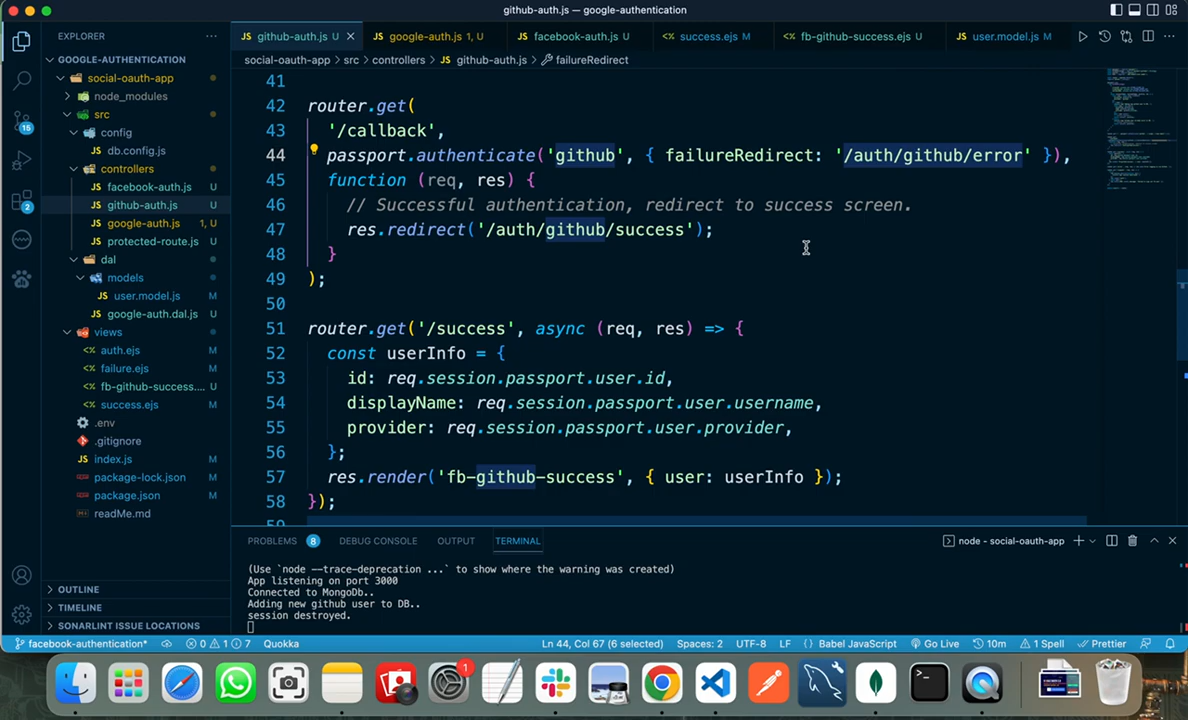 github-auth.js — google-authentication
EXPLORER
github-auth.js U
google-auth.js 1, U
facebook-auth.js U
success.ejs M
fb-github-success.ejs U
user.model.js M
social-oauth-app > src > controllers > JS github-auth.js > failureRedirect
GOOGLE-AUTHENTICATION
social-oauth-app
node_modules
src
config
db.config.js
controllers
facebook-auth.js U
github-auth.js U
google-auth.js 1, U
protected-route.js U
dal
models
user.model.js M
google-auth.dal.js M
views
auth.ejs M
failure.ejs M
fb-github-success.... U
success.ejs M
.env
.gitignore
index.js M
package-lock.json M
package.json M
readMe.md
OUTLINE
TIMELINE
SONARLINT ISSUE LOCATIONS
15
2
41
42 router.get(
43 '/callback',
44 passport.authenticate('github', { failureRedirect: '/auth/github/error' }),
45 function (req, res) {
46 // Successful authentication, redirect to success screen.
47 res.redirect('/auth/github/success');
48 }
49 );
50
51 router.get('/success', async (req, res) => {
52 const userInfo = {
53 id: req.session.passport.user.id,
54 displayName: req.session.passport.user.username,
55 provider: req.session.passport.user.provider,
56 };
57 res.render('fb-github-success', { user: userInfo });
58 });
59
PROBLEMS 8 DEBUG CONSOLE OUTPUT TERMINAL
node - social-oauth-app
(Use `node --trace-deprecation ...` to show where the warning was created)
App listening on port 3000
Connected to MongoDb..
Adding new github user to DB..
session destroyed.
facebook-authentication* 0 1 7 Quokka Ln 44, Col 67 (6 selected) Spaces: 2 UTF-8 LF { } Babel JavaScript Go Live 10m 1 Spell Prettier
1